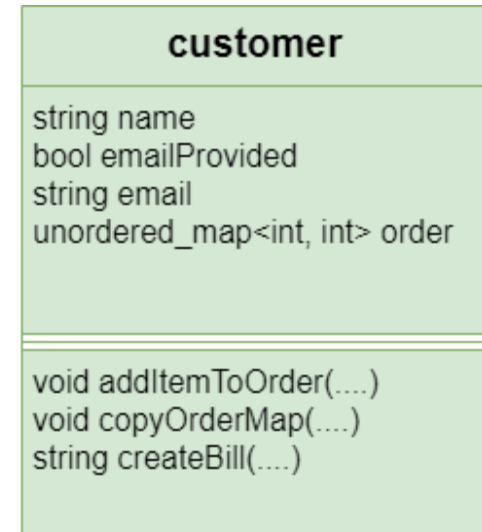 customer
string name
bool emailProvided
string email
unordered_map<int, int> order
void addItemToOrder(....)
void copyOrderMap(....)
string createBill(....)